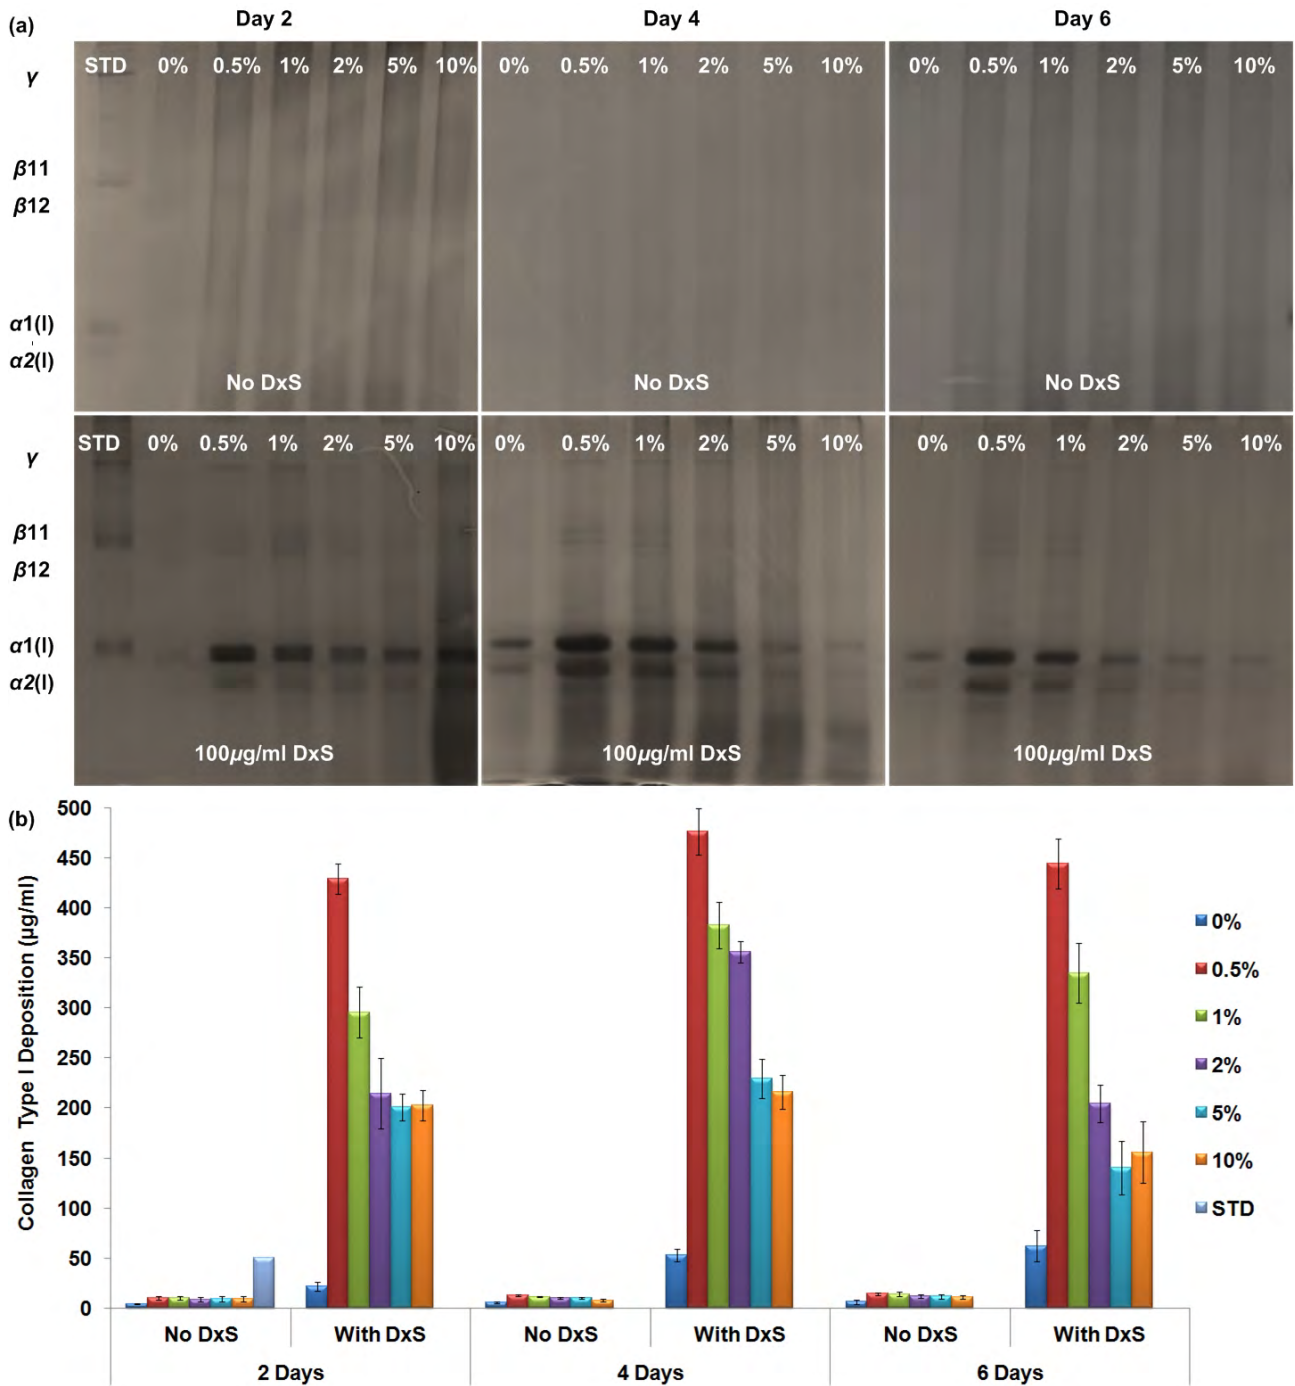 (a)
Day 2 Day 4 Day 6
γ STD 0% 0.5% 1% 2% 5% 10% 0% 0.5% 1% 2% 5% 10% 0% 0.5% 1% 2% 5% 10%
β11
β12
α1(I)
α2(I)
No DxS No DxS No DxS
STD 0% 0.5% 1% 2% 5% 10% 0% 0.5% 1% 2% 5% 10% 0% 0.5% 1% 2% 5% 10%
γ
β11
β12
α1(I)
α2(I)
100μg/ml DxS 100μg/ml DxS 100μg/ml DxS
(b)
Collagen Type I Deposition (μg/ml)
500
450
400
350
300
250
200
150
100
50
0
0%
0.5%
1%
2%
5%
10%
STD
No DxS With DxS No DxS With DxS No DxS With DxS
2 Days 4 Days 6 Days